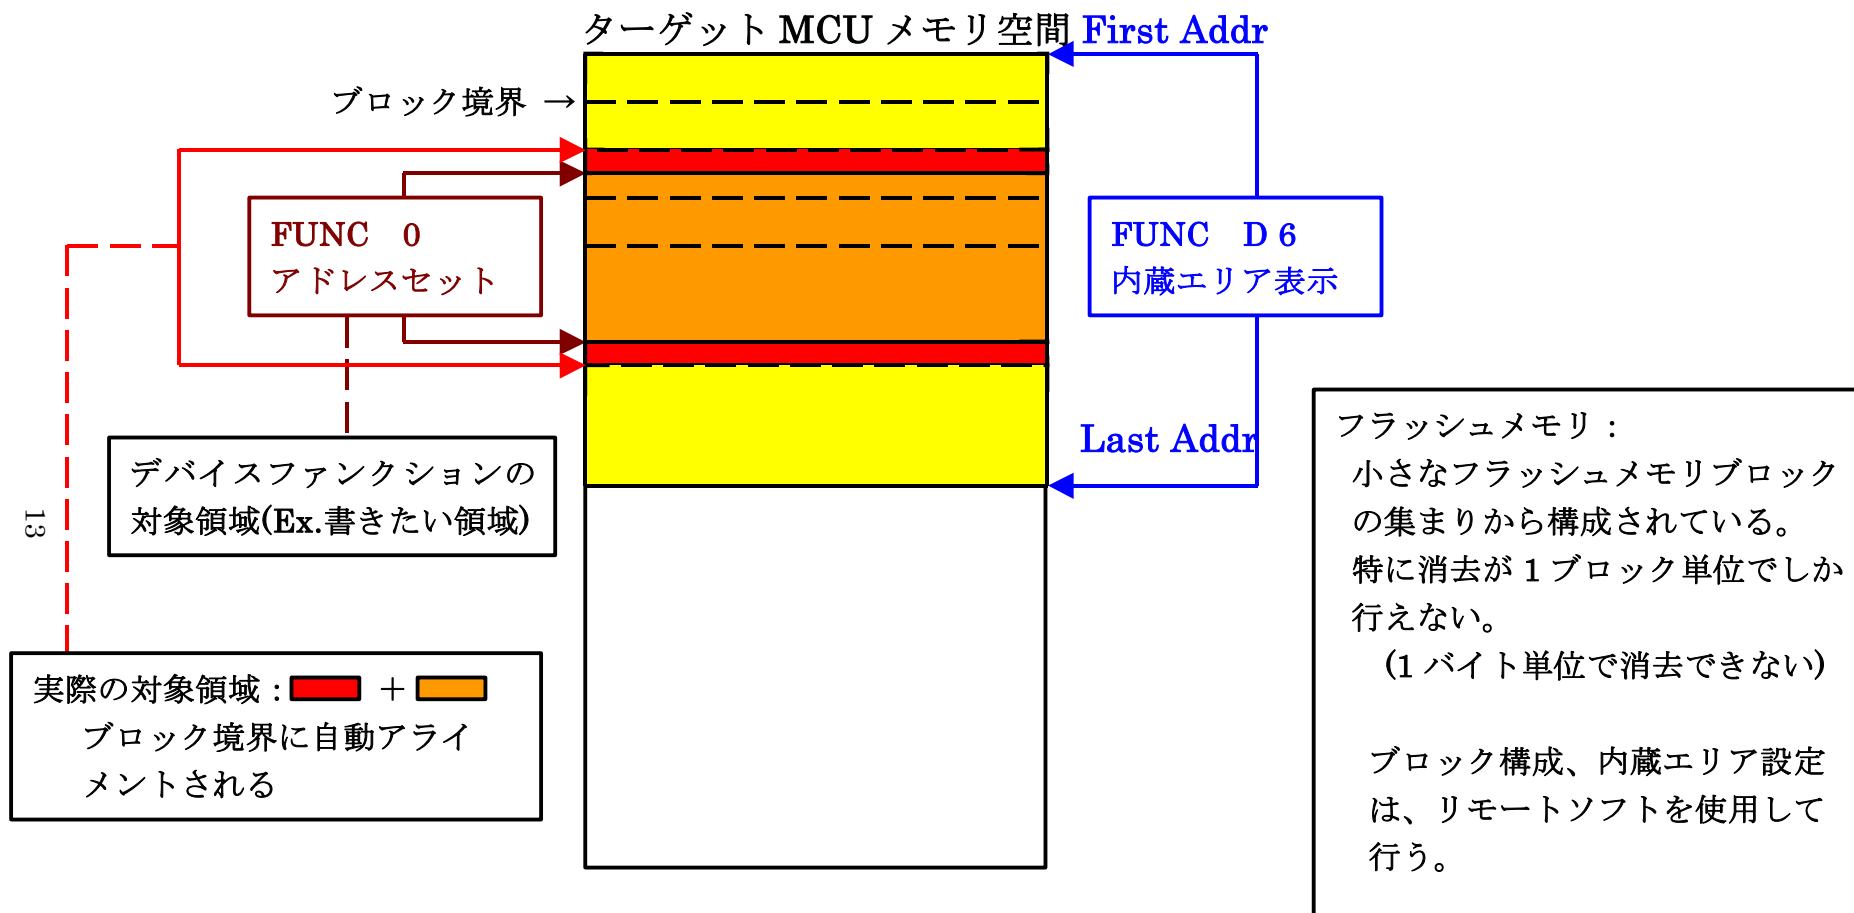 ターゲット MCU メモリ空間
First Addr
ブロック境界 →
FUNC　0
アドレスセット
FUNC　D 6
内蔵エリア表示
Last Addr
デバイスファンクションの
対象領域(Ex.書きたい領域)
13
実際の対象領域 : ＋
ブロック境界に自動アライ
メントされる
フラッシュメモリ :
小さなフラッシュメモリブロック
の集まりから構成されている。
特に消去が 1 ブロック単位でしか
行えない。
(1 バイト単位で消去できない)
ブロック構成、内蔵エリア設定
は、リモートソフトを使用して
行う。